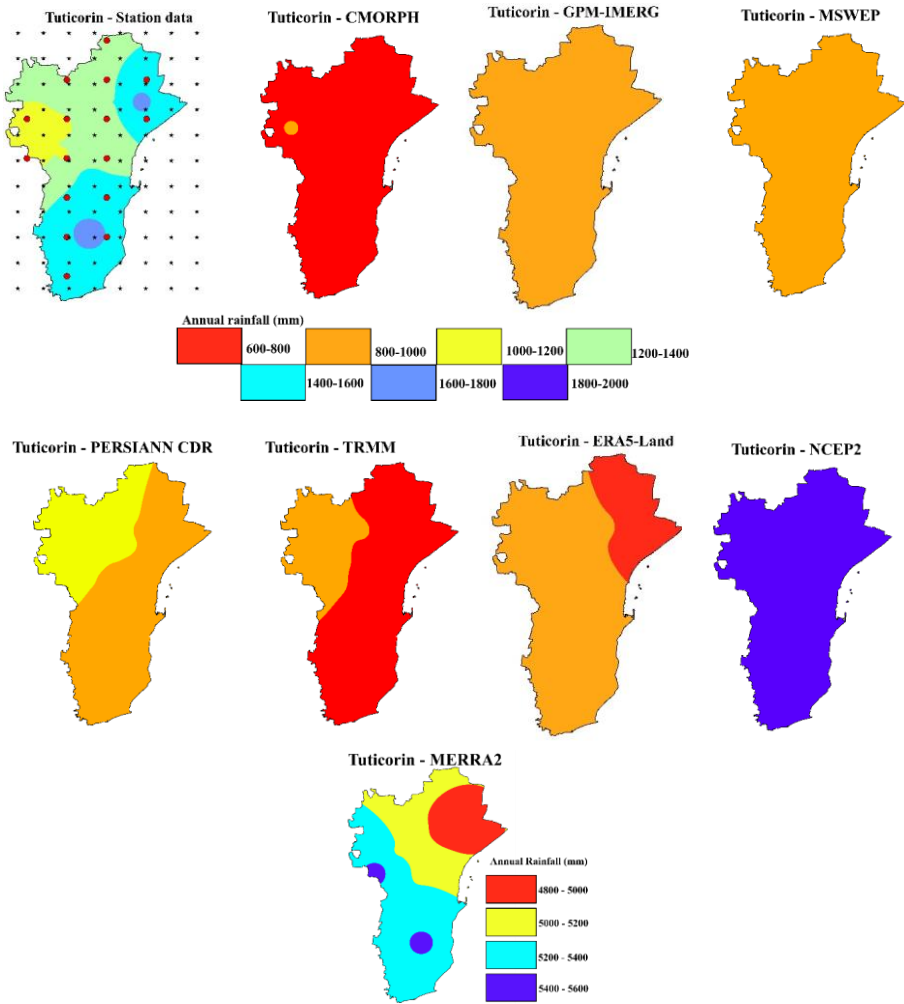 Tuticorin - Station data
Tuticorin - CMORPH
Tuticorin - GPM-IMERG
Tuticorin - MSWEP
Annual rainfall (mm)
600-800
800-1000
1000-1200
1200-1400
1400-1600
1600-1800
1800-2000
Tuticorin - PERSIANN CDR
Tuticorin - TRMM
Tuticorin - ERA5-Land
Tuticorin - NCEP2
Tuticorin - MERRA2
Annual Rainfall (mm)
4800 - 5000
5000 - 5200
5200 - 5400
5400 - 5600